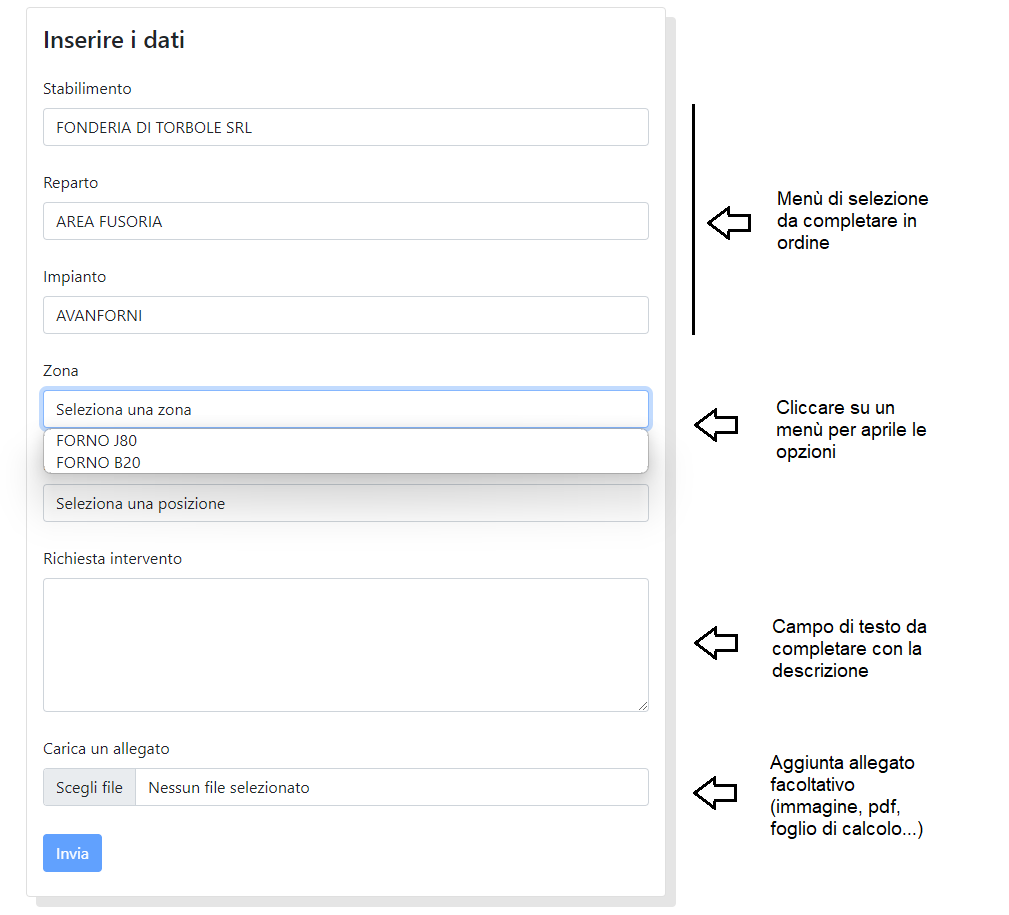 Inserire i dati
Stabilimento
FONDERIA DI TORBOLE SRL
Reparto
AREA FUSORIA
Impianto
AVANFORNI
Menù di selezione
da completare in
ordine
Zona
Seleziona una zona
FORNO J80
FORNO B20
Cliccare su un
menù per aprile le
opzioni
Seleziona una posizione
Richiesta intervento
Campo di testo da
completare con la
descrizione
Carica un allegato
Scegli file Nessun file selezionato
Aggiunta allegato
facoltativo
(immagine, pdf,
foglio di calcolo...)
Invia